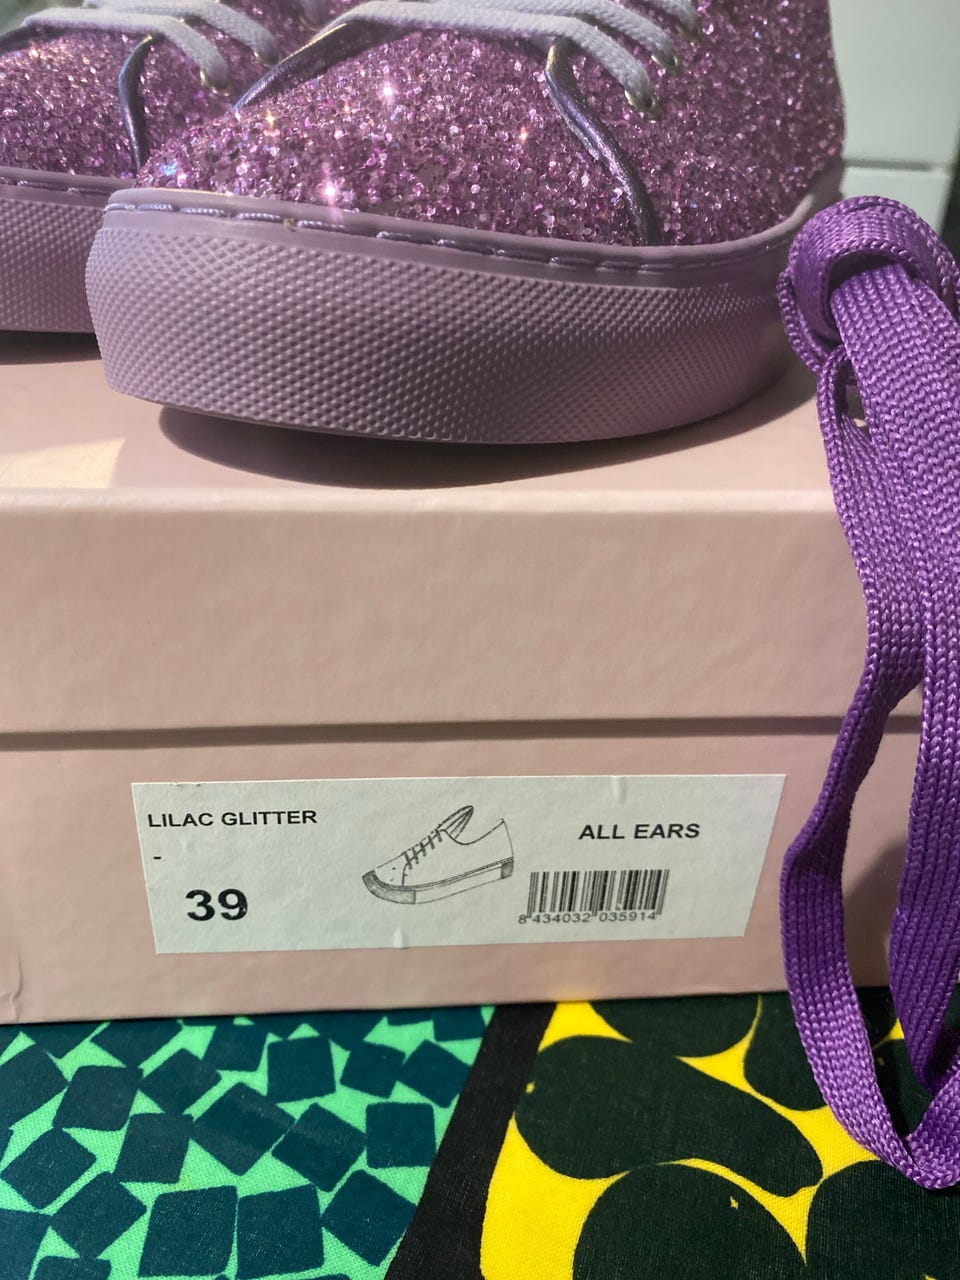 LILAC GLITTER
-
39
ALL EARS
8 434032 035914